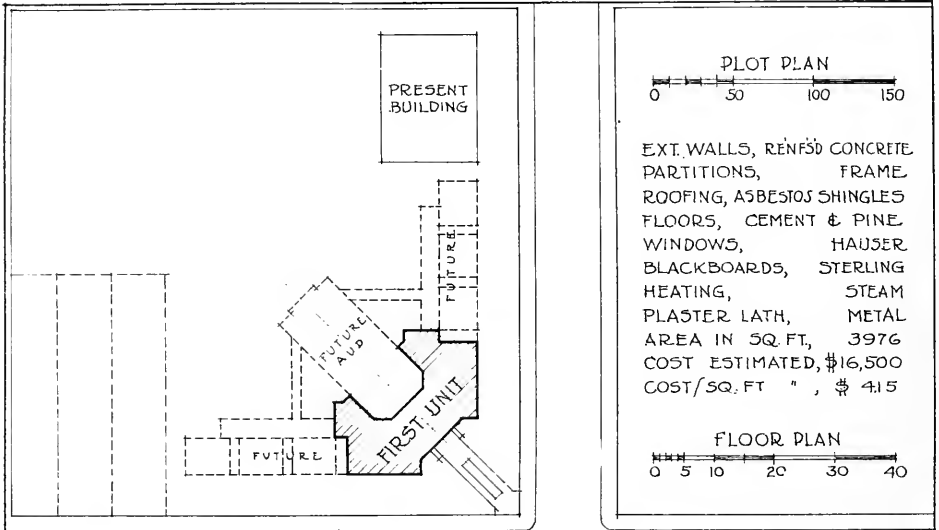 PRESENT
BUILDING
FUTURE
FUTURE
AUD
FIRST UNIT
FUTURE
PLOT PLAN
0 50 100 150
EXT. WALLS, RE'NF'S'D CONCRETE
PARTITIONS, FRAME
ROOFING, ASBESTOS SHINGLES
FLOORS, CEMENT & PINE
WINDOWS, HAUSER
BLACKBOARDS, STERLING
HEATING, STEAM
PLASTER LATH, METAL
AREA IN SQ. FT., 3976
COST ESTIMATED, $16,500
COST/SQ. FT " , $ 4.15
FLOOR PLAN
0 5 10 20 30 40